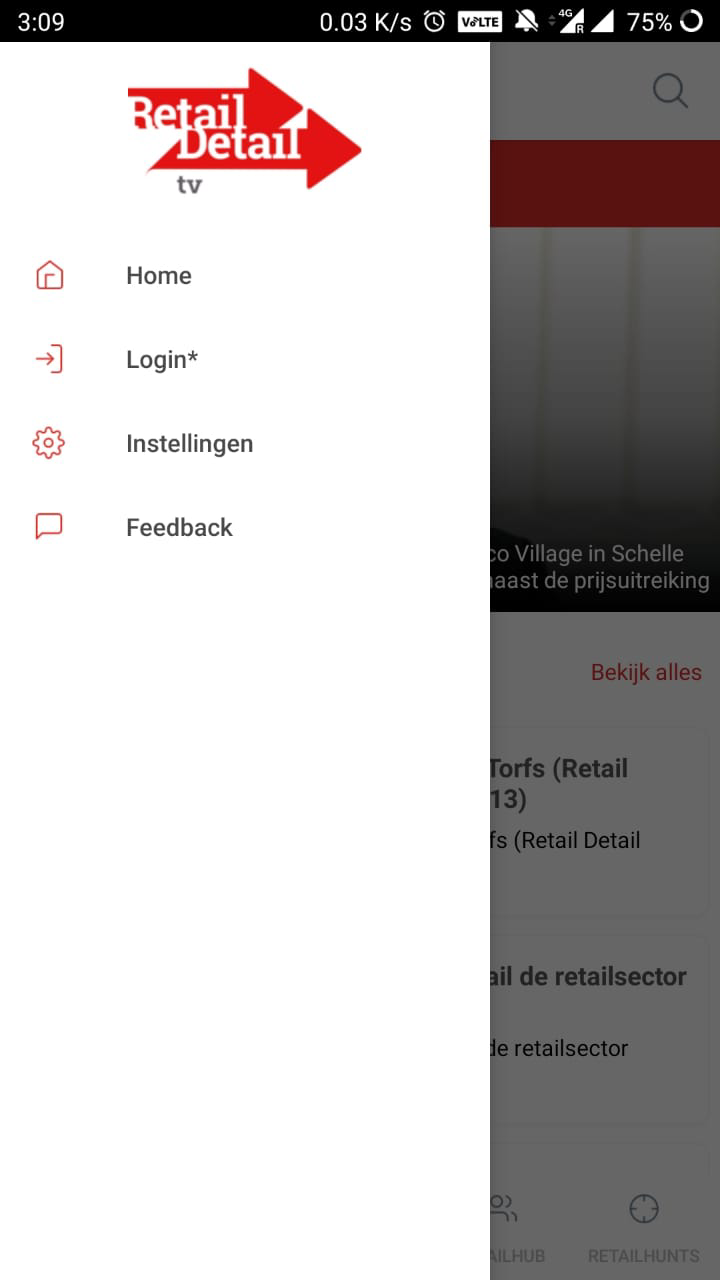 3:09
0.03 K/s
VoLTE
4G
R
75%
Retail
Detail
tv
Home
Login*
Instellingen
Feedback
co Village in Schelle
naast de prijsuitreiking
Bekijk alles
Torfs (Retail
13)
fs (Retail Detail
ail de retailsector
de retailsector
AILHUB
RETAILHUNTS